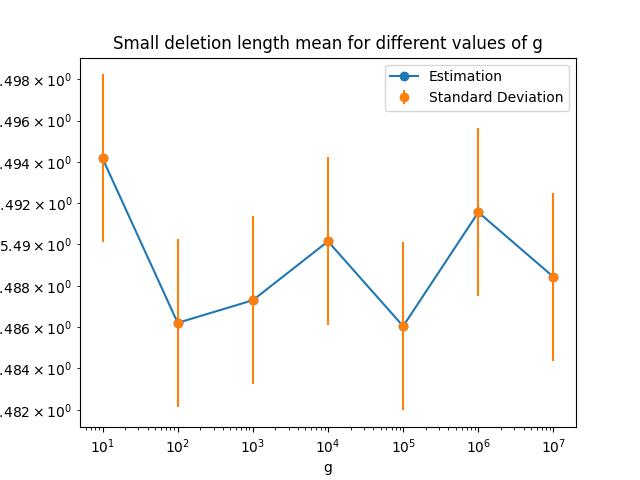 Small deletion length mean for different values of g
Estimation
Standard Deviation
.498 × 10⁰
.496 × 10⁰
.494 × 10⁰
.492 × 10⁰
5.49 × 10⁰
.488 × 10⁰
.486 × 10⁰
.484 × 10⁰
.482 × 10⁰
10¹ 10² 10³ 10⁴ 10⁵ 10⁶ 10⁷
g